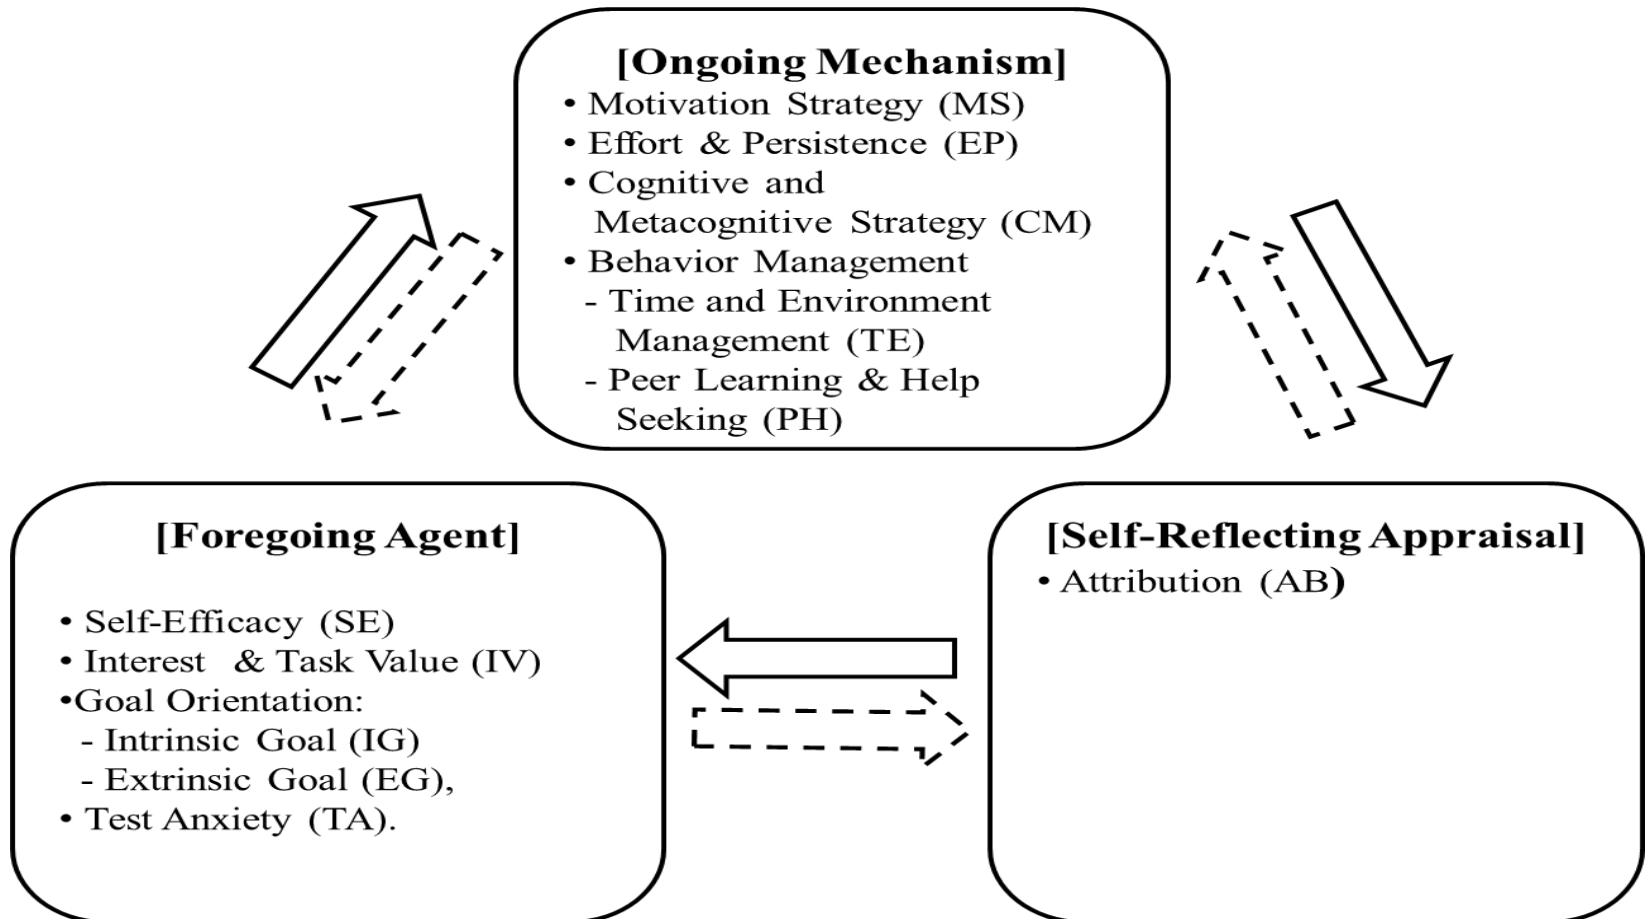 [Ongoing Mechanism]
• Motivation Strategy (MS)
• Effort & Persistence (EP)
• Cognitive and
Metacognitive Strategy (CM)
• Behavior Management
- Time and Environment
Management (TE)
- Peer Learning & Help
Seeking (PH)
[Foregoing Agent]
• Self-Efficacy (SE)
• Interest & Task Value (IV)
•Goal Orientation:
- Intrinsic Goal (IG)
- Extrinsic Goal (EG),
• Test Anxiety (TA).
[Self-Reflecting Appraisal]
• Attribution (AB)